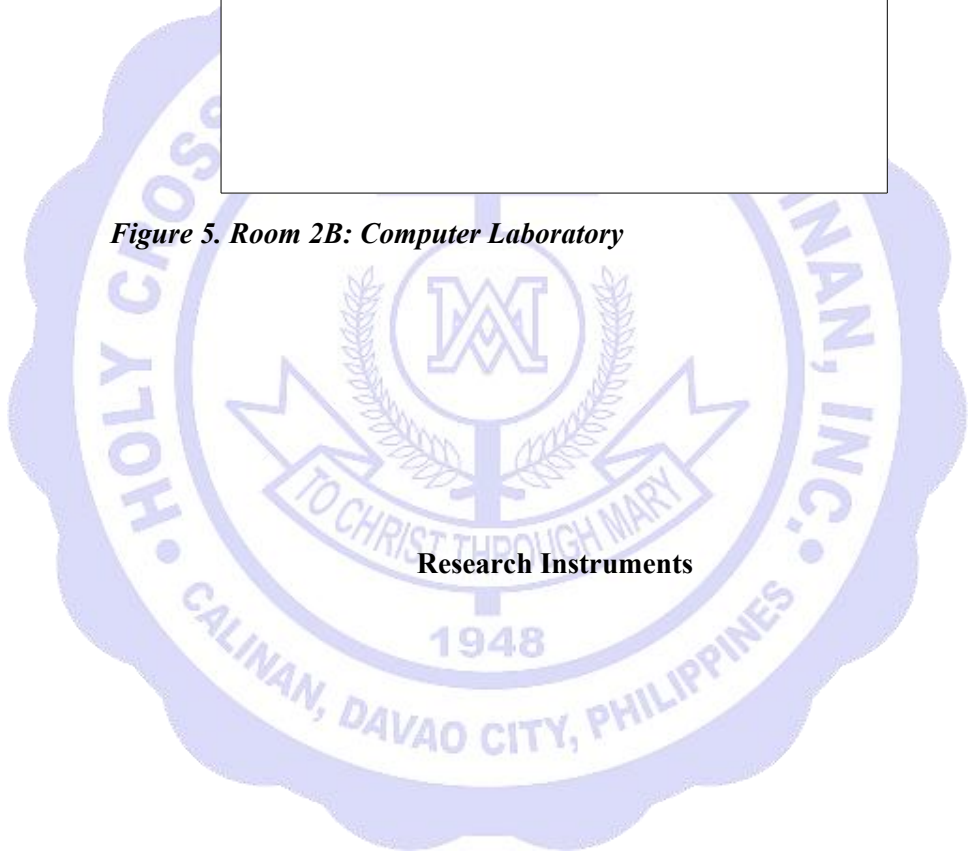 Figure 5. Room 2B: Computer Laboratory
HOLY CROSS
INAN, INC.
TO CHRIST THROUGH MARY
Research Instruments
1948
CALINAN, DAVAO CITY, PHILIPPINES